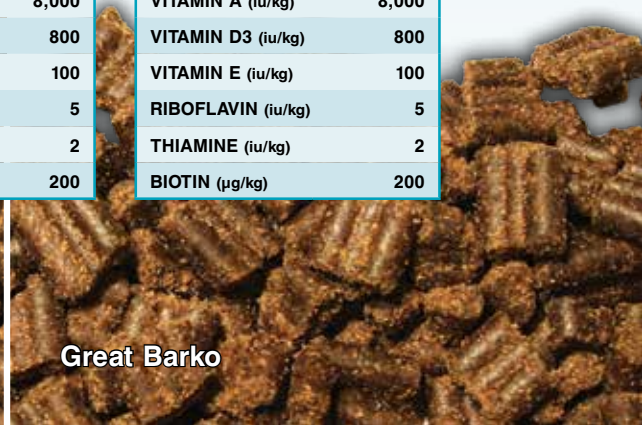 8,000
800
100
5
2
200
VITAMIN A (iu/kg) 8,000
VITAMIN D3 (iu/kg) 800
VITAMIN E (iu/kg) 100
RIBOFLAVIN (iu/kg) 5
THIAMINE (iu/kg) 2
BIOTIN (µg/kg) 200
Great Barko